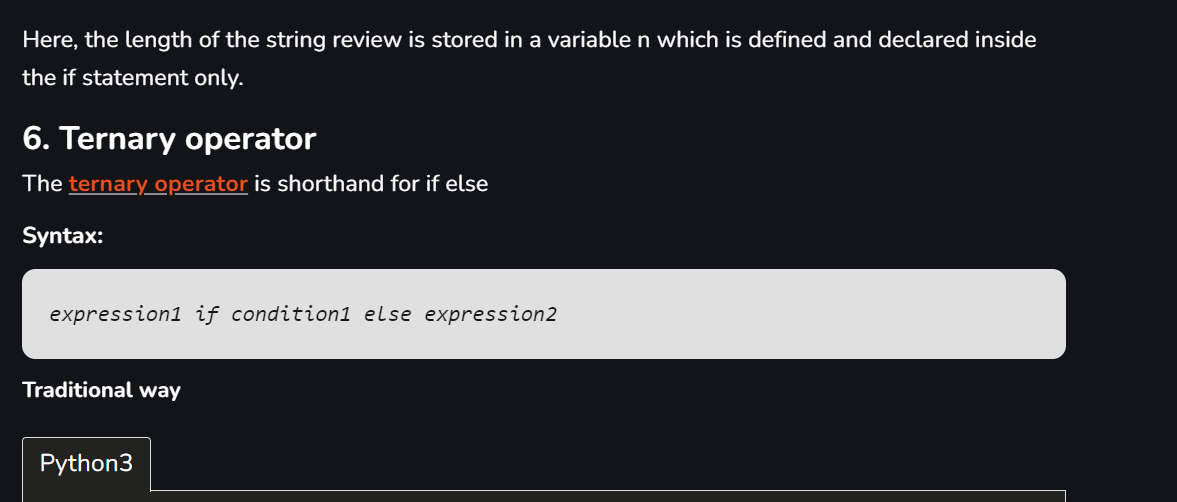 Here, the length of the string review is stored in a variable n which is defined and declared inside
the if statement only.
6. Ternary operator
The ternary operator is shorthand for if else
Syntax:
expression1 if condition1 else expression2
Traditional way
Python3